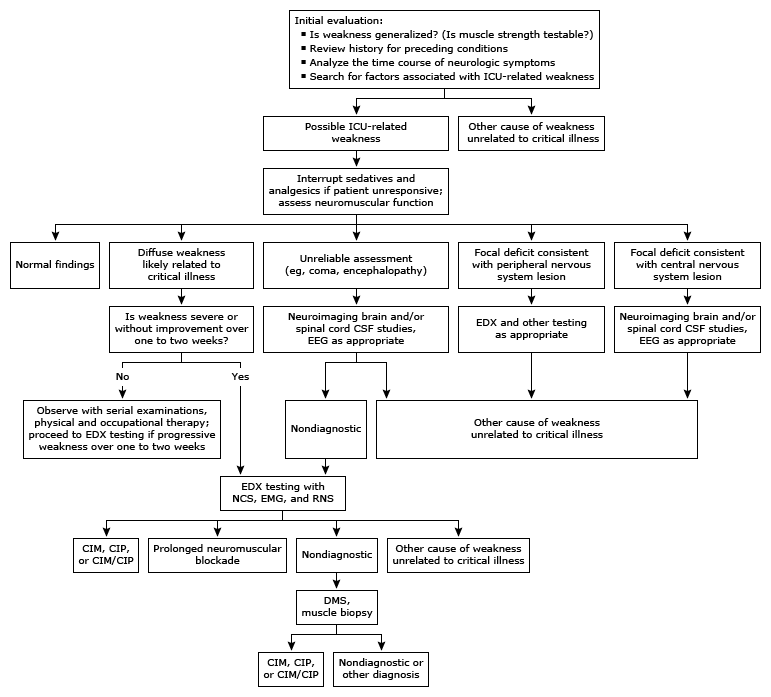 Initial evaluation:
▪ Is weakness generalized? (Is muscle strength testable?)
▪ Review history for preceding conditions
▪ Analyze the time course of neurologic symptoms
▪ Search for factors associated with ICU-related weakness
Possible ICU-related
weakness
Other cause of weakness
unrelated to critical illness
Interrupt sedatives and
analgesics if patient unresponsive;
assess neuromuscular function
Normal findings
Diffuse weakness
likely related to
critical illness
Unreliable assessment
(eg, coma, encephalopathy)
Focal deficit consistent
with peripheral nervous
system lesion
Focal deficit consistent
with central nervous
system lesion
Is weakness severe or
without improvement over
one to two weeks?
Neuroimaging brain and/or
spinal cord CSF studies,
EEG as appropriate
EDX and other testing
as appropriate
Neuroimaging brain and/or
spinal cord CSF studies,
EEG as appropriate
No
Yes
Observe with serial examinations,
physical and occupational therapy;
proceed to EDX testing if progressive
weakness over one to two weeks
Nondiagnostic
Other cause of weakness
unrelated to critical illness
EDX testing with
NCS, EMG, and RNS
CIM, CIP,
or CIM/CIP
Prolonged neuromuscular
blockade
Nondiagnostic
Other cause of weakness
unrelated to critical illness
DMS,
muscle biopsy
CIM, CIP,
or CIM/CIP
Nondiagnostic or
other diagnosis